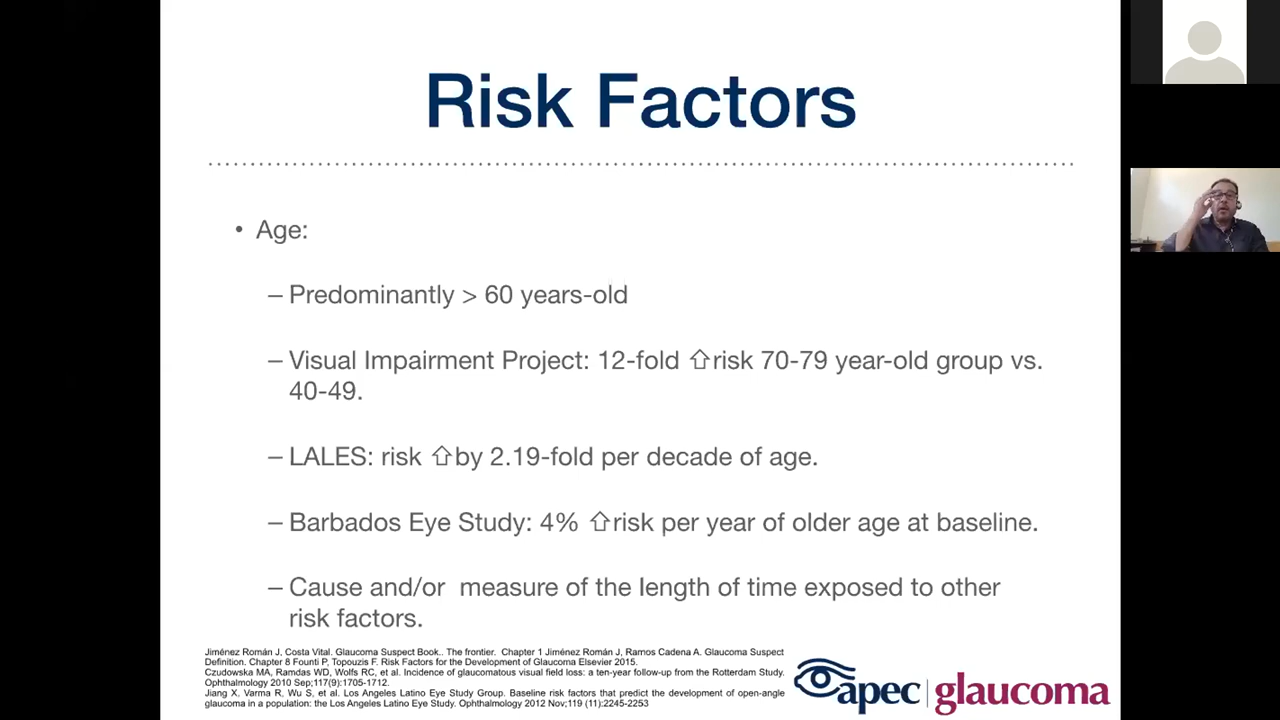 Risk Factors
• Age:
– Predominantly > 60 years-old
– Visual Impairment Project: 12-fold ⇧risk 70-79 year-old group vs.
40-49.
– LALES: risk ⇧by 2.19-fold per decade of age.
– Barbados Eye Study: 4% ⇧risk per year of older age at baseline.
– Cause and/or  measure of the length of time exposed to other
risk factors.
Jiménez Román J, Costa Vital. Glaucoma Suspect Book.. The frontier.  Chapter 1 Jiménez Román J, Ramos Cadena A. Glaucoma Suspect
Definition. Chapter 8 Founti P, Topouzis F. Risk Factors for the Development of Glaucoma Elsevier 2015.
Czudowska MA, Ramdas WD, Wolfs RC, et al. Incidence of glaucomatous visual field loss: a ten-year follow-up from the Rotterdam Study.
Ophthalmology 2010 Sep;117(9):1705-1712.
Jiang X, Varma R, Wu S, et al. Los Angeles Latino Eye Study Group. Baseline risk factors that predict the development of open-angle
glaucoma in a population: the Los Angeles Latino Eye Study. Ophthalmology 2012 Nov;119 (11):2245-2253
apec glaucoma